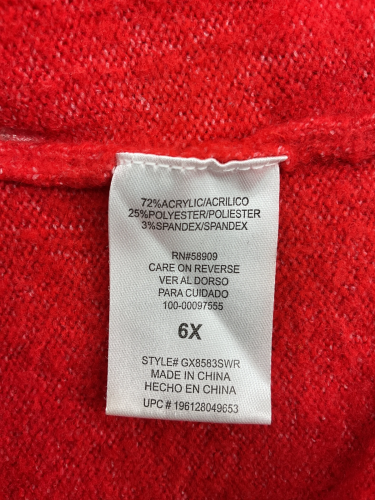 72%ACRYLIC/ACRILICO
25%POLYESTER/POLIESTER
3%SPANDEX/SPANDEX
RN#58909
CARE ON REVERSE
VER AL DORSO
PARA CUIDADO
100-00097555
6X
STYLE# GX8583SWR
MADE IN CHINA
HECHO EN CHINA
UPC # 196128049653